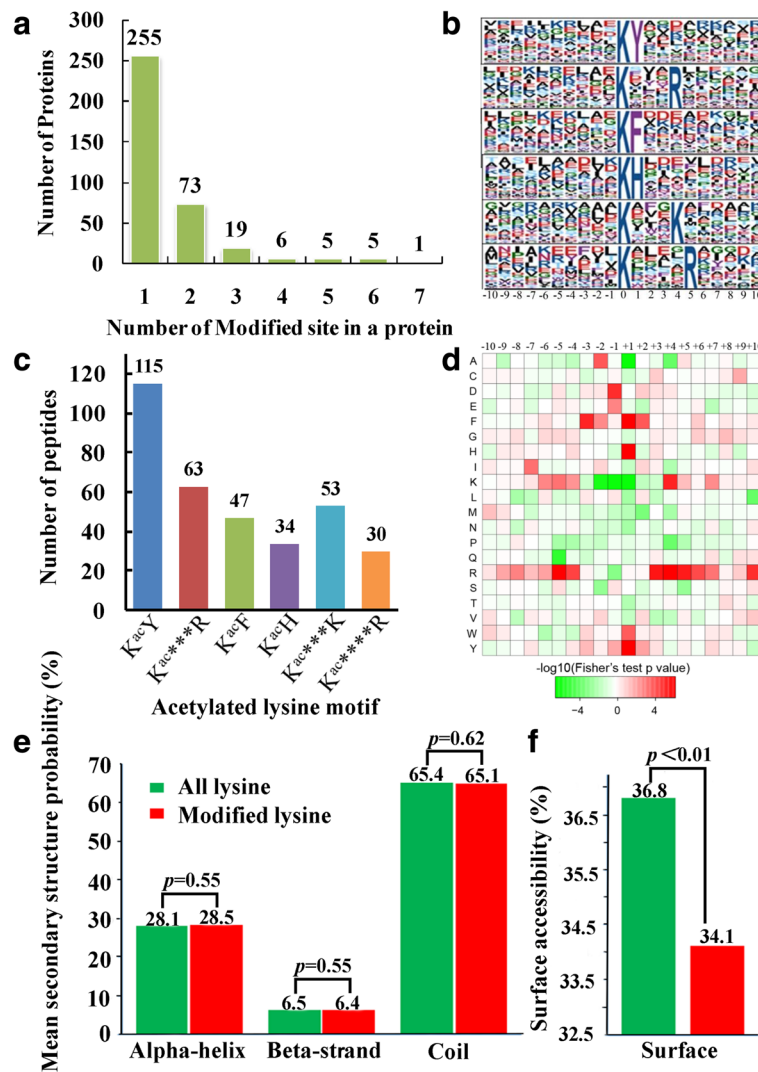 a
Number of Proteins
300
250
200
150
100
50
0
255
73
19
6
5
5
1
1 2 3 4 5 6 7
Number of Modified site in a protein
b
KY
K R
KF
KH
K K
K R
-10 -9 -8 -7 -6 -5 -4 -3 -2 -1 0 1 2 3 4 5 6 7 8 9 10
c
Number of peptides
120
100
80
60
40
20
0
115
63
47
34
53
30
KacY
Kac***R
KacF
KacH
Kac***K
Kac****R
Acetylated lysine motif
d
-10 -9 -8 -7 -6 -5 -4 -3 -2 -1 +1 +2 +3 +4 +5 +6 +7 +8 +9 +10
A
C
D
E
F
G
H
I
K
L
M
N
P
Q
R
S
T
V
W
Y
-log10(Fisher's test p value)
-4 0 4
e
Mean secondary structure probability (%)
70
60
50
40
30
20
10
0
All lysine
Modified lysine
p=0.55
28.1 28.5
p=0.55
6.5 6.4
p=0.62
65.4 65.1
Alpha-helix Beta-strand Coil
f
Surface accessibility (%)
36.5
35.5
34.5
33.5
32.5
p<0.01
36.8
34.1
Surface